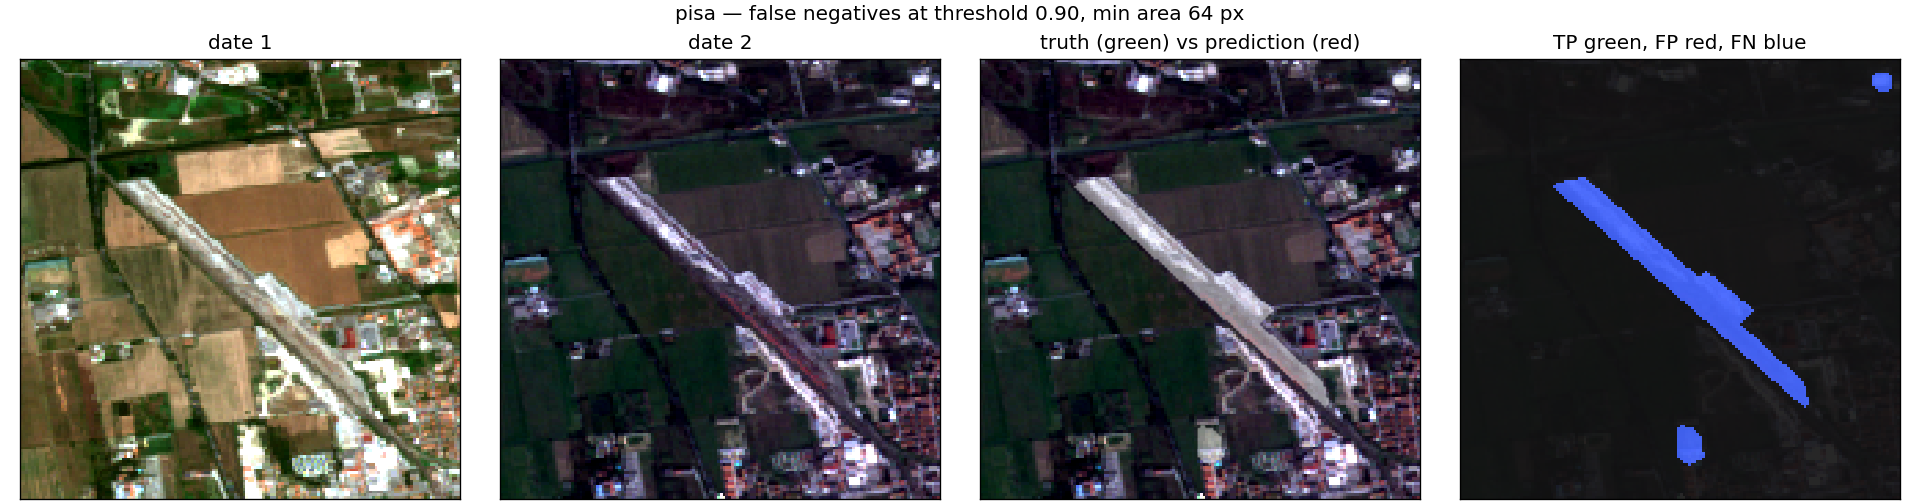 pisa — false negatives at threshold 0.90, min area 64 px
date 1
date 2
truth (green) vs prediction (red)
TP green, FP red, FN blue